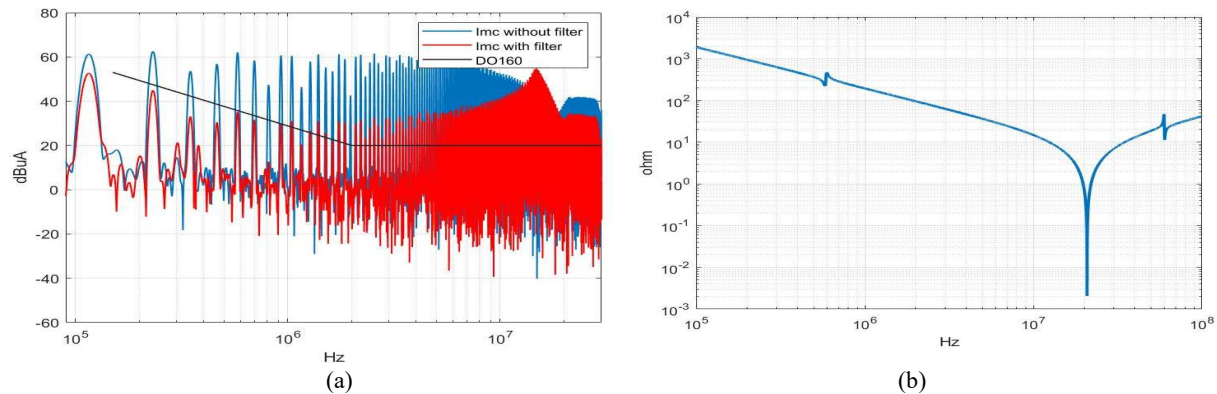 80
60
40
20
0
-20
-40
-60
dBuA
10^5
10^6
10^7
Hz
Imc without filter
Imc with filter
DO160
(a)
10^4
10^3
10^2
10^1
10^0
10^-1
10^-2
10^-3
ohm
10^5
10^6
10^7
10^8
Hz
(b)